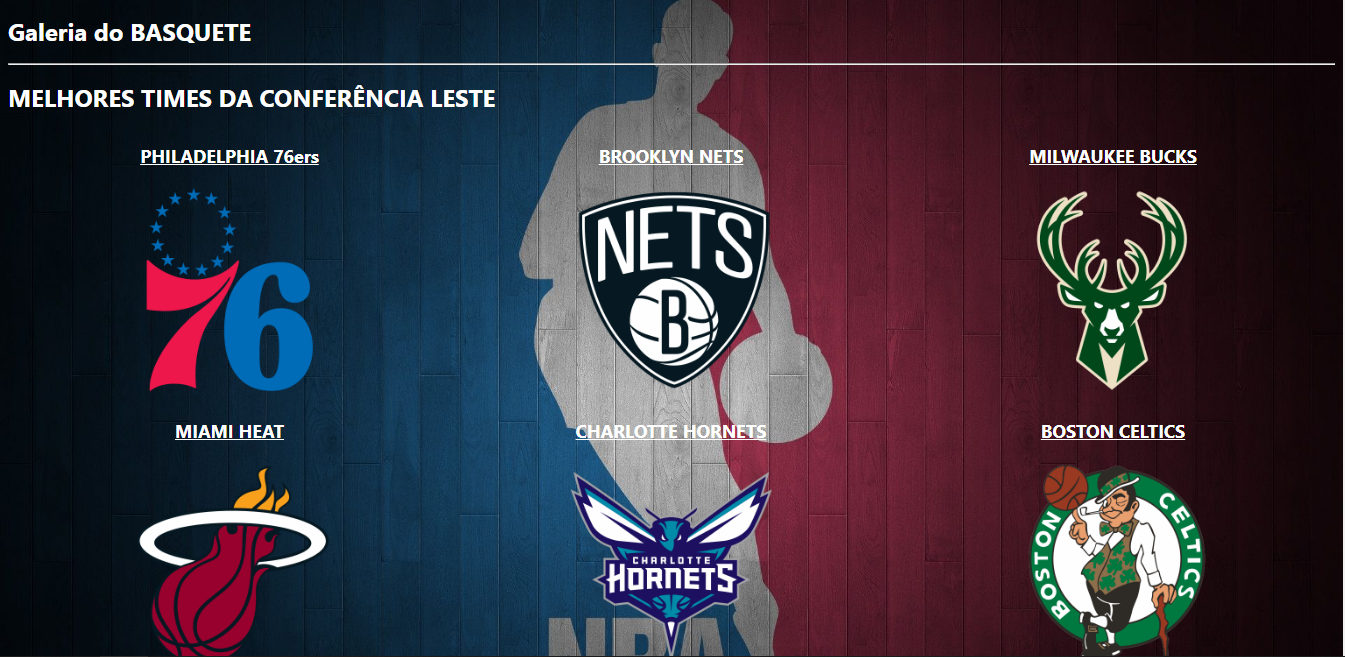 Galeria do BASQUETE
MELHORES TIMES DA CONFERÊNCIA LESTE
PHILADELPHIA 76ers
BROOKLYN NETS
MILWAUKEE BUCKS
76
NETS
B
MIAMI HEAT
CHARLOTTE HORNETS
BOSTON CELTICS
CHARLOTTE
HORNETS
BOSTON CELTICS
NBA